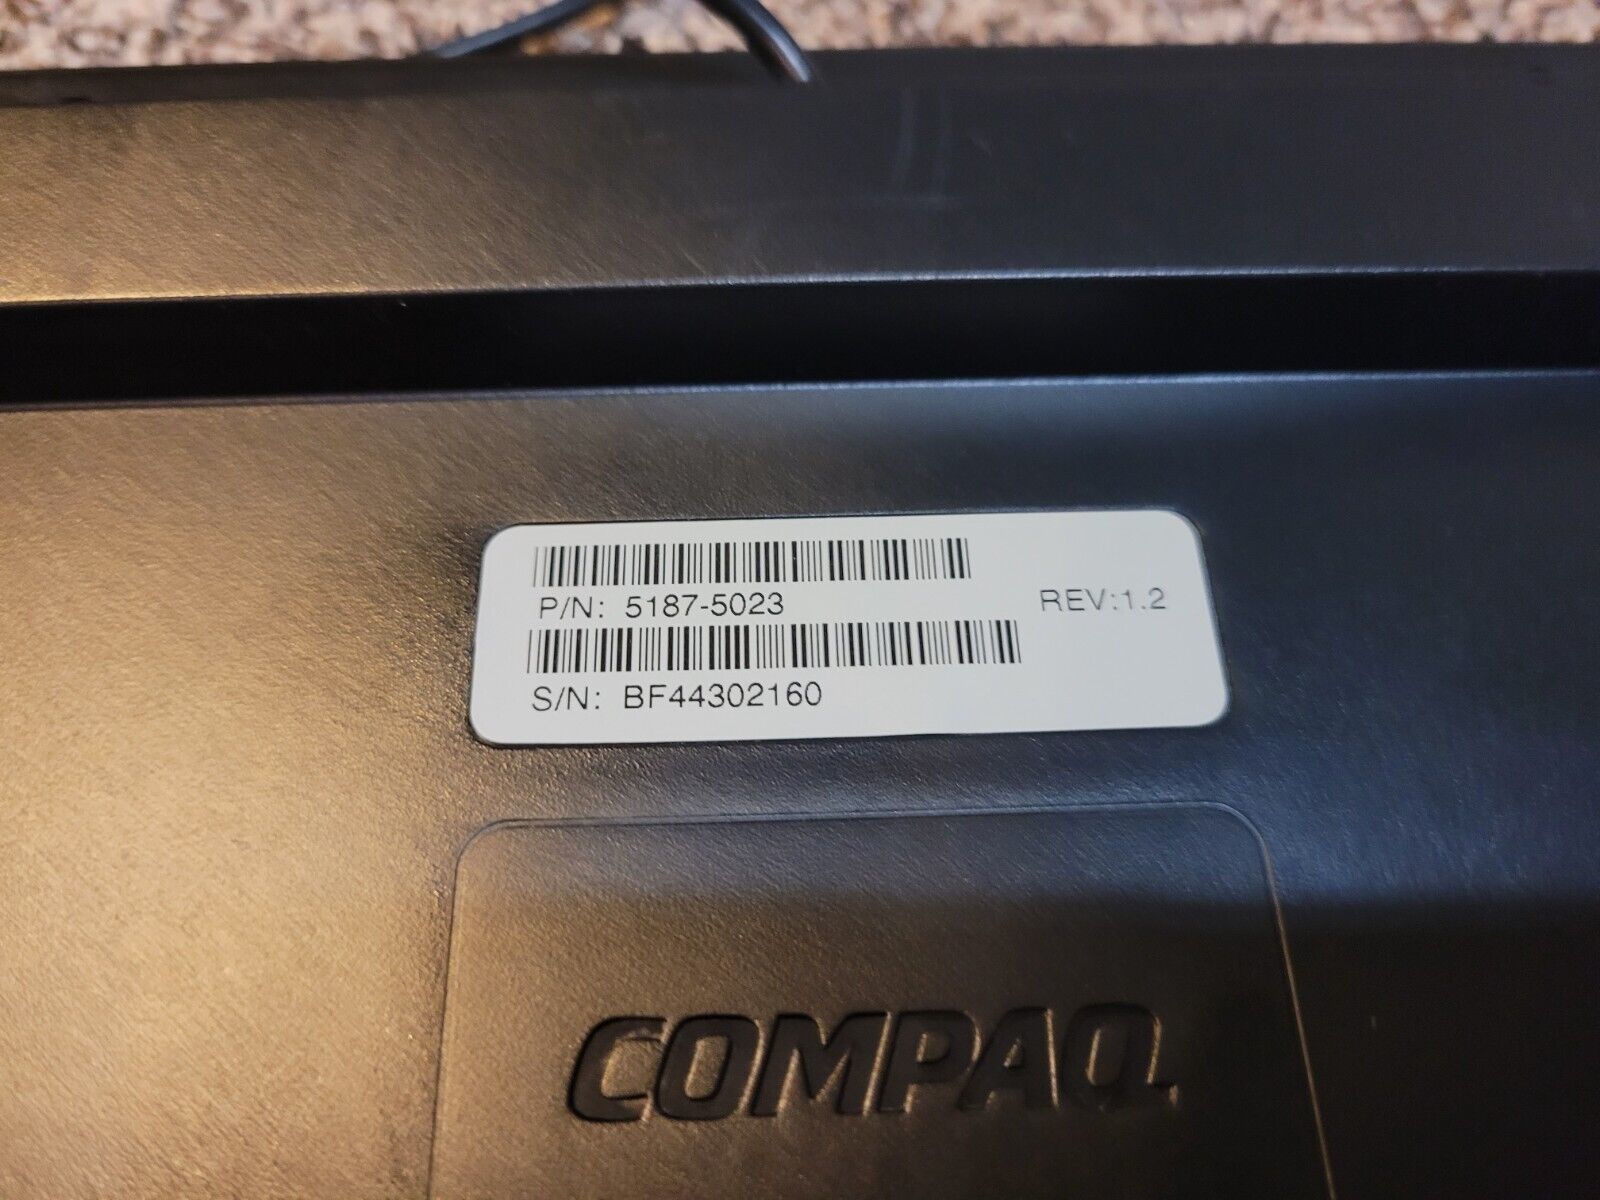 P/N: 5187-5023
REV:1.2
S/N: BF44302160
COMPAQ